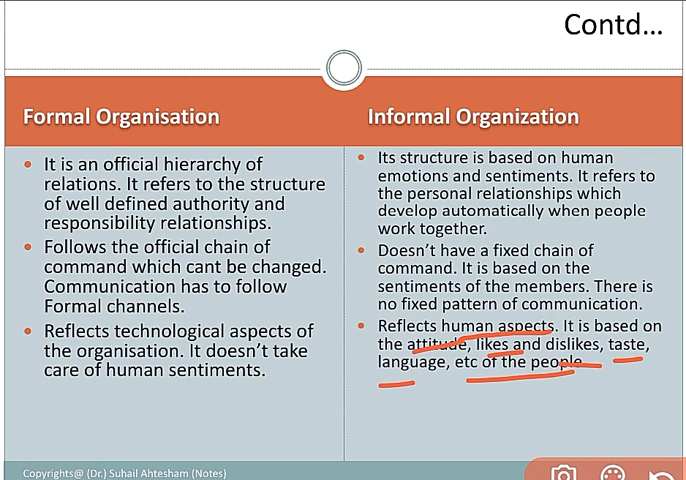 Contd...
Formal Organisation
It is an official hierarchy of
relations. It refers to the structure
of well defined authority and
responsibility relationships.
Follows the official chain of
command which cant be changed.
Communication has to follow
Formal channels.
Reflects technological aspects of
the organisation. It doesn't take
care of human sentiments.
Informal Organization
Its structure is based on human
emotions and sentiments. It refers to
the personal relationships which
develop automatically when people
work together.
Doesn't have a fixed chain of
command. It is based on the
sentiments of the members. There is
no fixed pattern of communication.
Reflects human aspects. It is based on
the attitude, likes and dislikes, taste,
language, etc of the people
Copyrights@ (Dr.) Suhail Ahtesham (Notes)